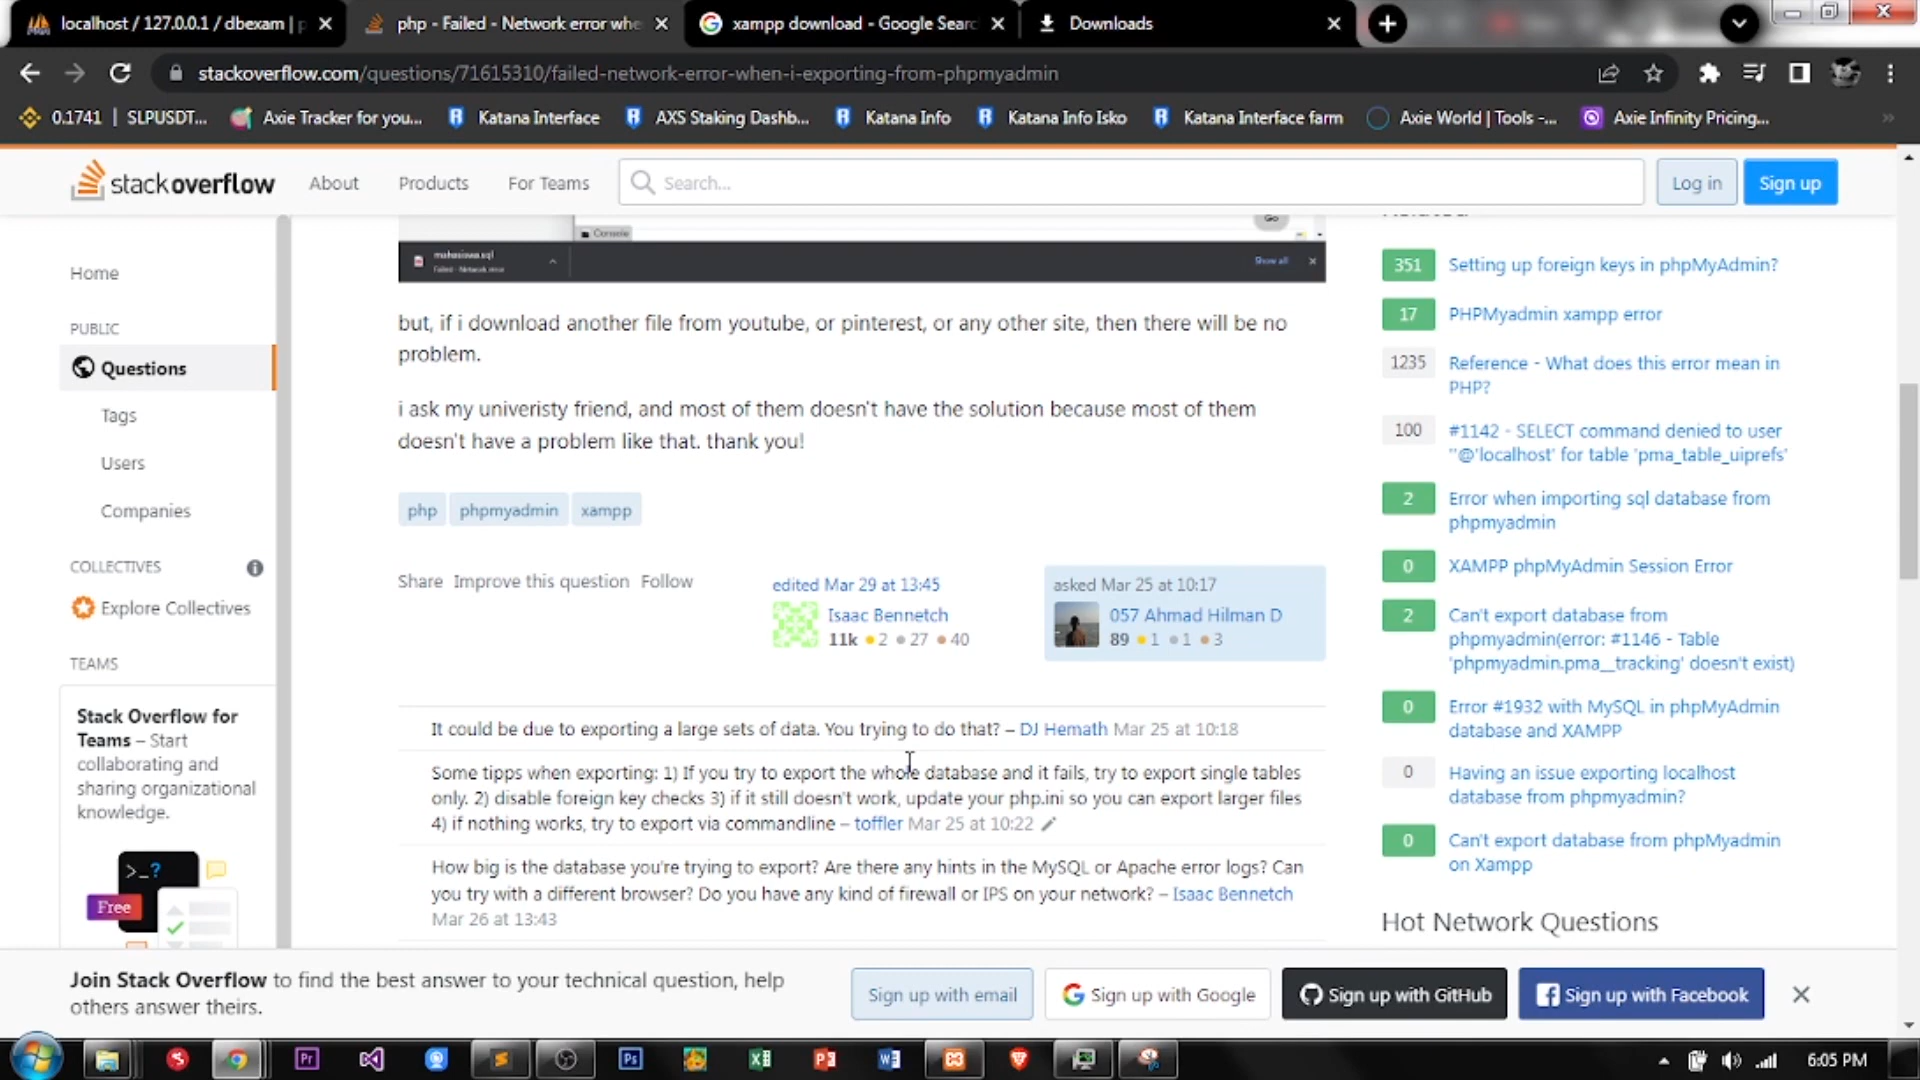 localhost / 127.0.0.1 / dbexam | p
php - Failed - Network error whe
xampp download - Google Searc
Downloads
stackoverflow.com/questions/71615310/failed-network-error-when-i-exporting-from-phpmyadmin
0.1741 | SLPUSDT...
Axie Tracker for you...
Katana Interface
AXS Staking Dashb...
Katana Info
Katana Info Isko
Katana Interface farm
Axie World | Tools -...
Axie Infinity Pricing...
stackoverflow
About
Products
For Teams
Search...
Log in
Sign up
Home
PUBLIC
Questions
Tags
Users
Companies
COLLECTIVES
Explore Collectives
TEAMS
Stack Overflow for
Teams – Start
collaborating and
sharing organizational
knowledge.
>_?
Free
Go
Console
mahasiswa.sql
Failed - Network error
Show all
but, if i download another file from youtube, or pinterest, or any other site, then there will be no
problem.
i ask my univeristy friend, and most of them doesn't have the solution because most of them
doesn't have a problem like that. thank you!
php
phpmyadmin
xampp
Share Improve this question Follow
edited Mar 29 at 13:45
Isaac Bennetch
11k 2 27 40
asked Mar 25 at 10:17
057 Ahmad Hilman D
89 1 1 3
It could be due to exporting a large sets of data. You trying to do that? – DJ Hemath Mar 25 at 10:18
Some tipps when exporting: 1) If you try to export the whole database and it fails, try to export single tables
only. 2) disable foreign key checks 3) if it still doesn't work, update your php.ini so you can export larger files
4) if nothing works, try to export via commandline – toffler Mar 25 at 10:22
How big is the database you're trying to export? Are there any hints in the MySQL or Apache error logs? Can
you try with a different browser? Do you have any kind of firewall or IPS on your network? – Isaac Bennetch
Mar 26 at 13:43
351 Setting up foreign keys in phpMyAdmin?
17 PHPMyadmin xampp error
1235 Reference - What does this error mean in
PHP?
100 #1142 - SELECT command denied to user
''@'localhost' for table 'pma_table_uiprefs'
2 Error when importing sql database from
phpmyadmin
0 XAMPP phpMyAdmin Session Error
2 Can't export database from
phpmyadmin(error: #1146 - Table
'phpmyadmin.pma__tracking' doesn't exist)
0 Error #1932 with MySQL in phpMyAdmin
database and XAMPP
0 Having an issue exporting localhost
database from phpmyadmin?
0 Can't export database from phpMyadmin
on Xampp
Hot Network Questions
Join Stack Overflow to find the best answer to your technical question, help
others answer theirs.
Sign up with email
Sign up with Google
Sign up with GitHub
Sign up with Facebook
Pr
Ps
6:05 PM